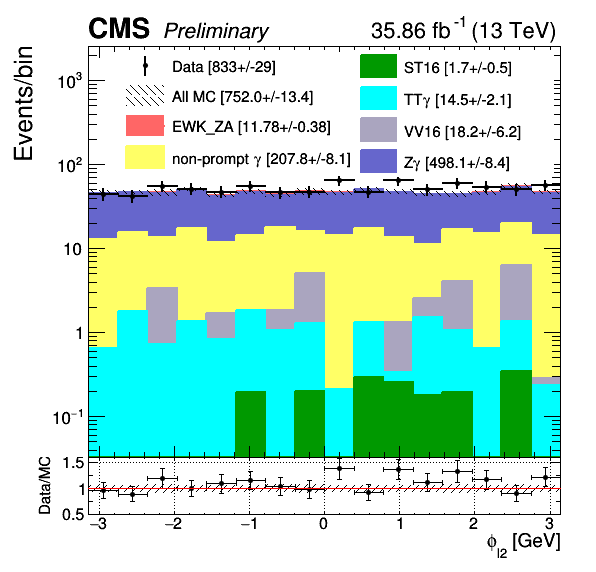 CMS Preliminary 35.86 fb⁻¹ (13 TeV)
Events/bin
10³
10²
10
1
10⁻¹
Data [833+/-29]
All MC [752.0+/-13.4]
EWK_ZA [11.78+/-0.38]
non-prompt γ [207.8+/-8.1]
ST16 [1.7+/-0.5]
TTγ [14.5+/-2.1]
VV16 [18.2+/-6.2]
Zγ [498.1+/-8.4]
Data/MC
1.5
1
0.5
−3 −2 −1 0 1 2 3
ϕ_l2 [GeV]